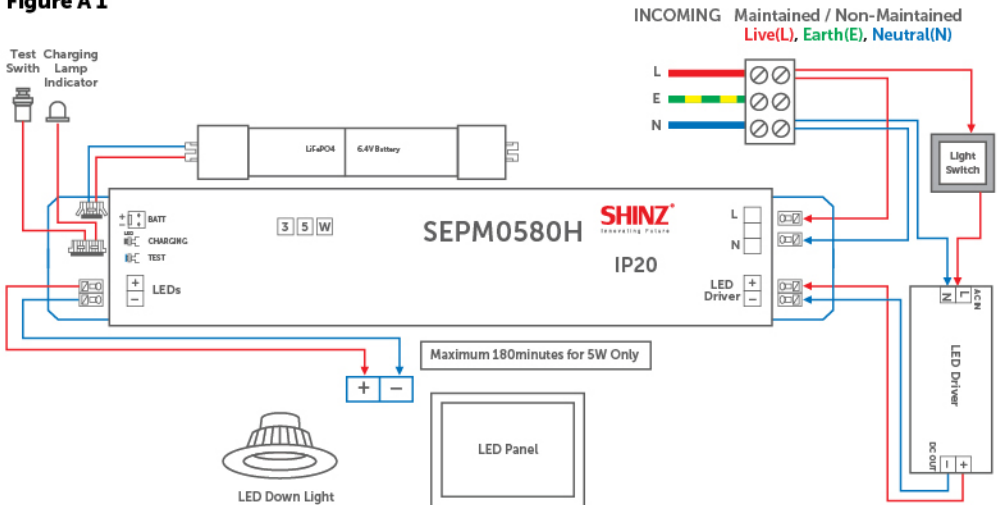 Figure A 1
INCOMING Maintained / Non-Maintained
Live(L), Earth(E), Neutral(N)
Test Charging
Swith Lamp
Indicator
L
E
N
Light
Switch
LiFePO4 6.4V Battery
+ BATT
−
LED
CHARGING
TEST
+
−
LEDs
3 5 W
SEPM0580H
SHINZ®
Innovating Future
IP20
L
N
LED
Driver
+
−
N L AC IN
LED Driver
DC OUT − +
Maximum 180minutes for 5W Only
+ −
LED Panel
LED Down Light